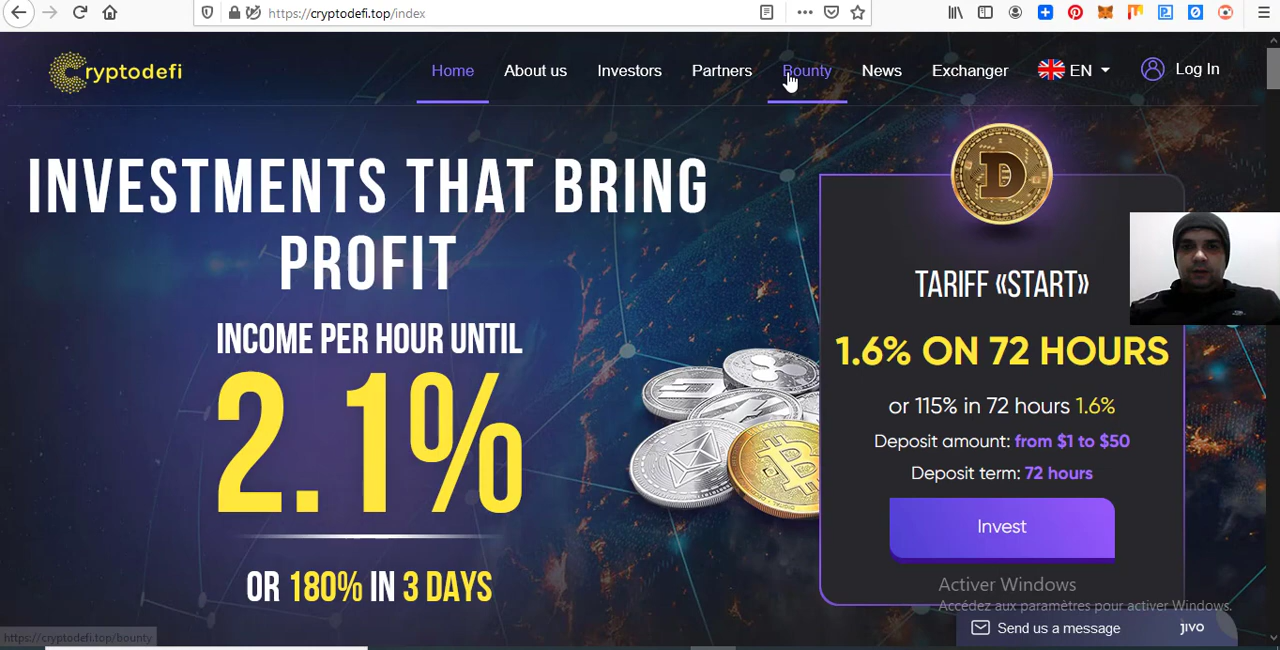 https://cryptodefi.top/index
Cryptodefi
Home About us Investors Partners Bounty News Exchanger EN Log In
INVESTMENTS THAT BRING
PROFIT
INCOME PER HOUR UNTIL
2.1%
OR 180% IN 3 DAYS
TARIFF «START»
1.6% ON 72 HOURS
or 115% in 72 hours 1.6%
Deposit amount: from $1 to $50
Deposit term: 72 hours
Invest
Activer Windows
Accédez aux paramètres pour activer Windows.
Send us a message jivo
https://cryptodefi.top/bounty